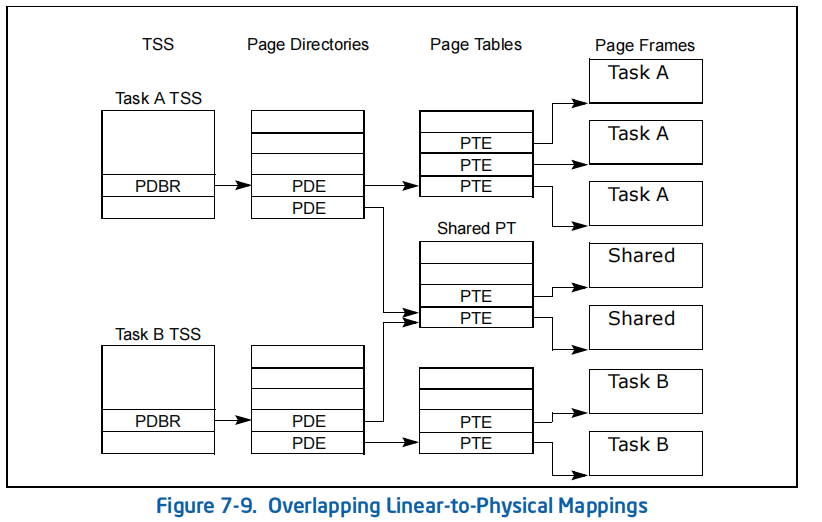 TSS Page Directories Page Tables Page Frames
Task A TSS
PDBR
PDE
PDE
PTE
PTE
PTE
Shared PT
PTE
PTE
Task A
Task A
Task A
Shared
Shared
Task B TSS
PDBR
PDE
PDE
PTE
PTE
Task B
Task B
Figure 7-9. Overlapping Linear-to-Physical Mappings